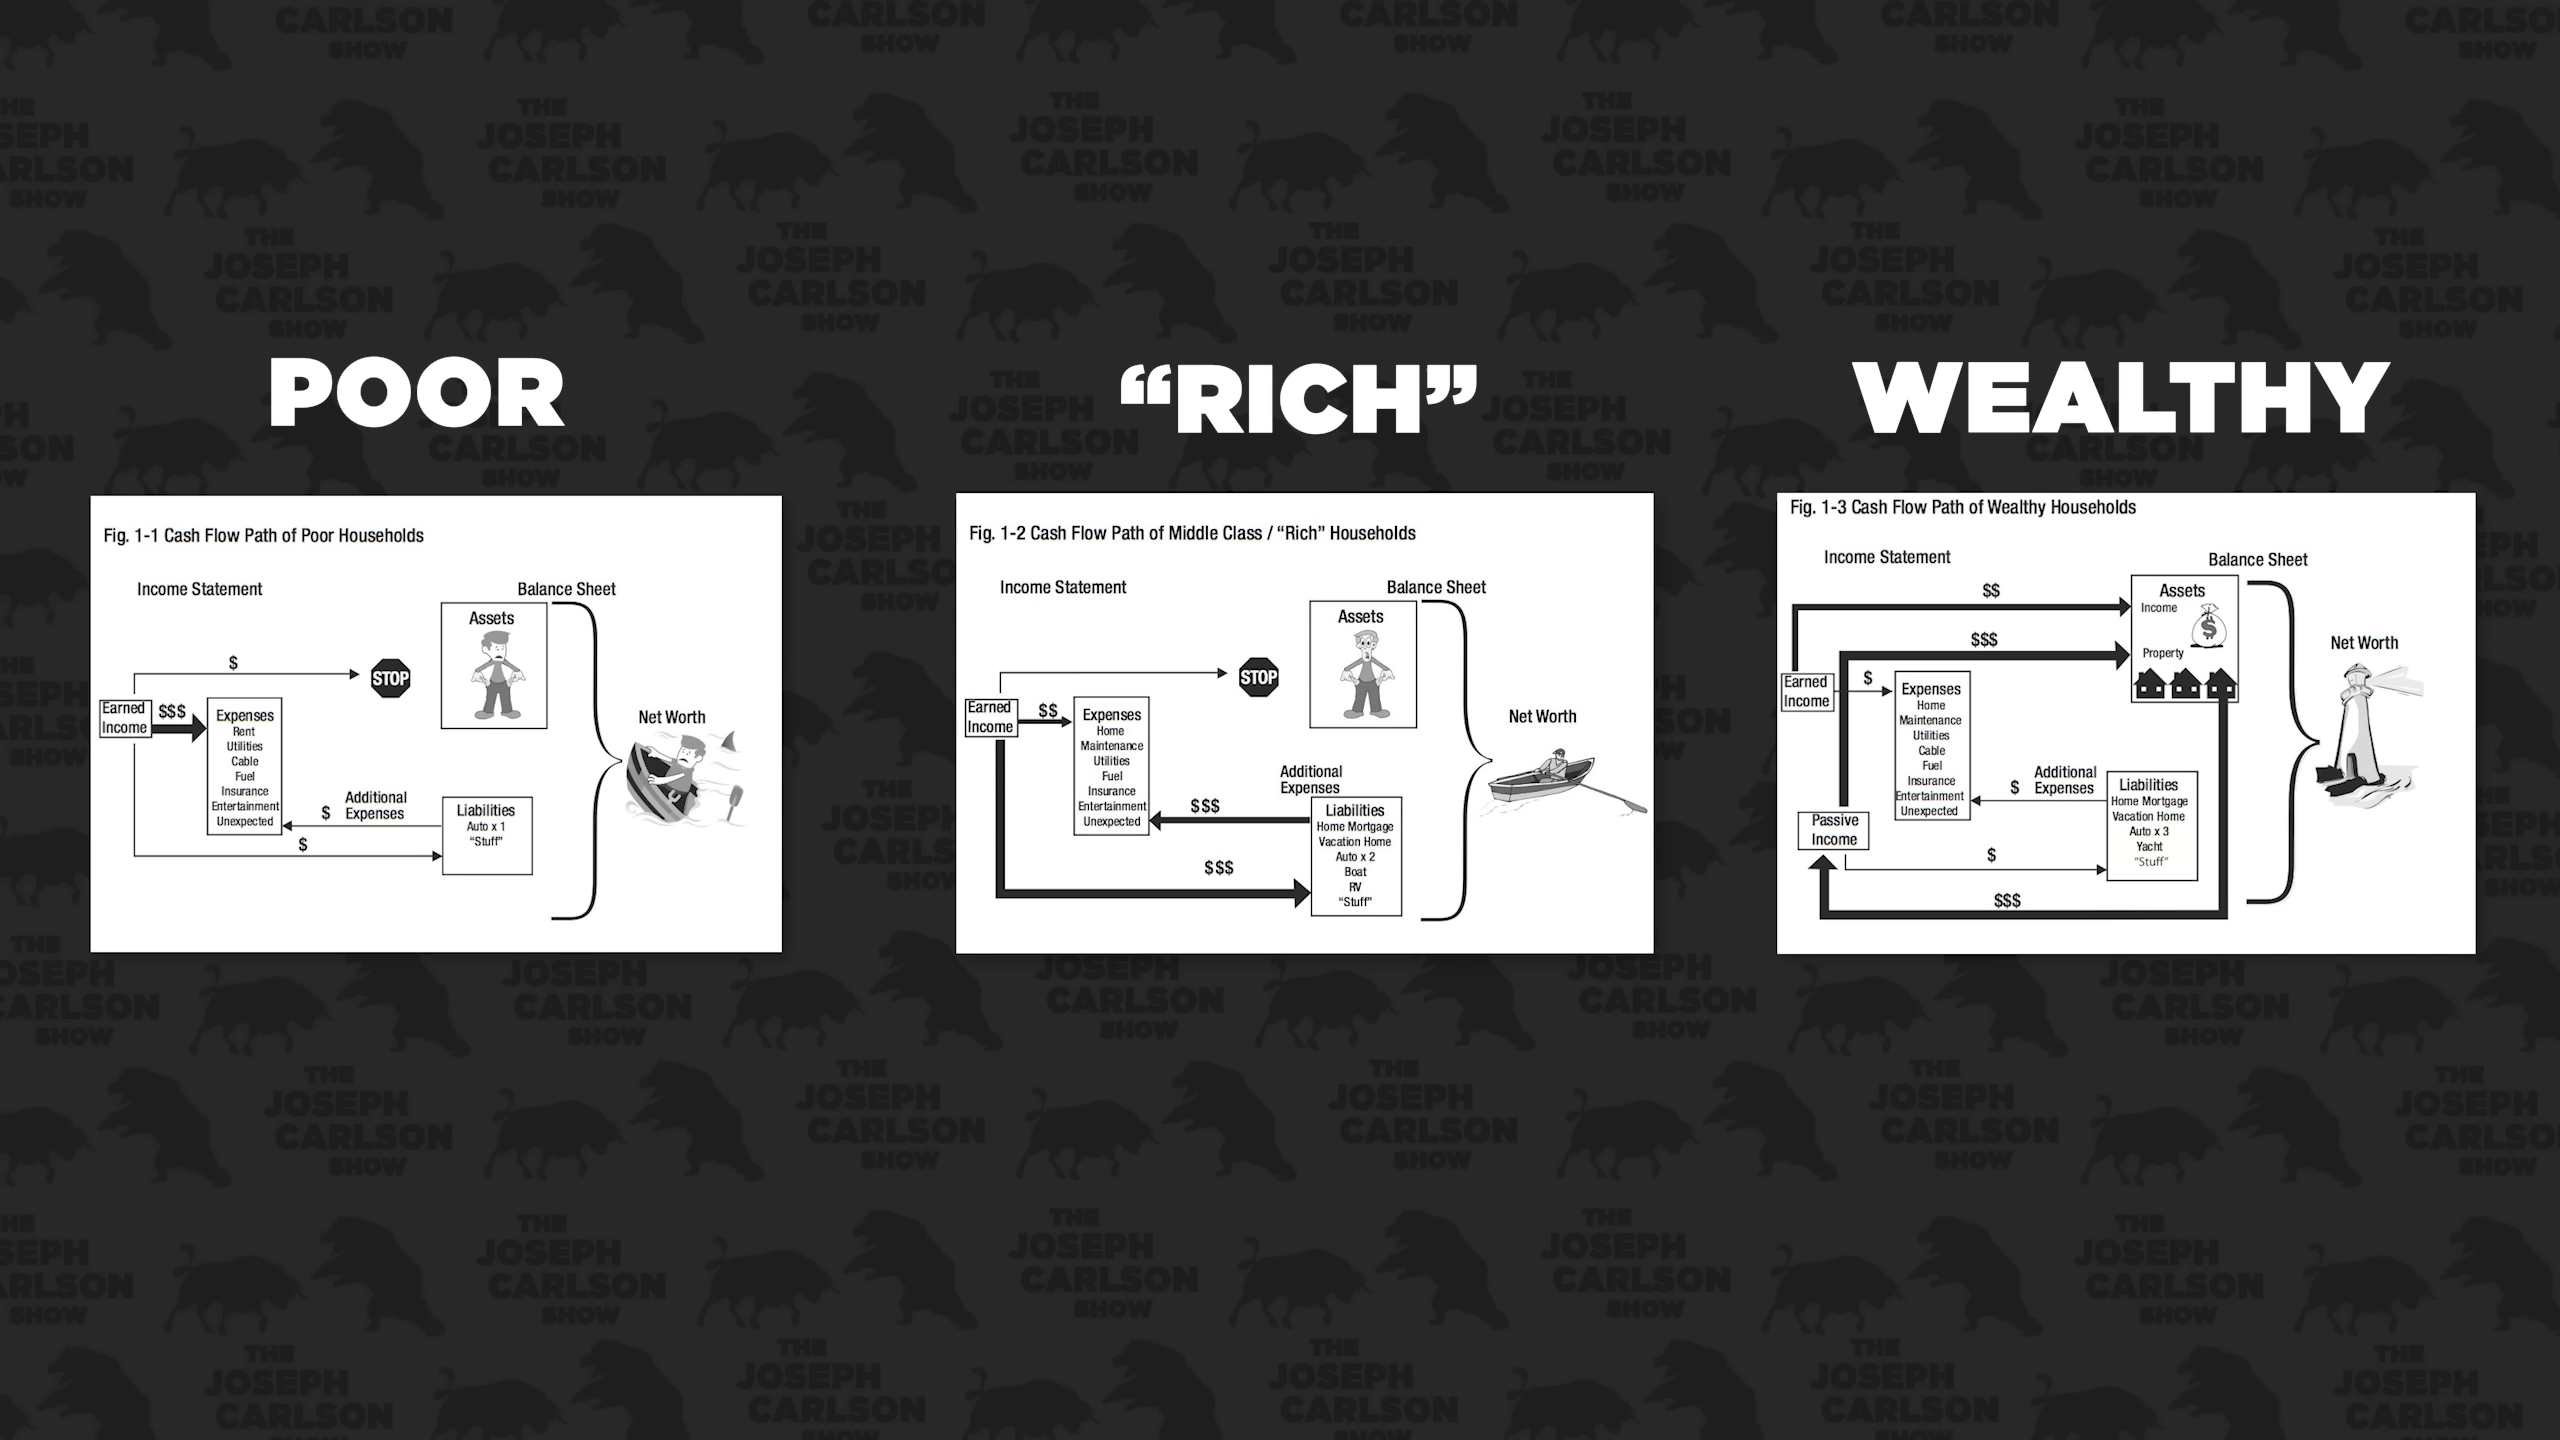 POOR
Fig. 1-1 Cash Flow Path of Poor Households
Income Statement
Balance Sheet
Assets
$
STOP
Earned
Income
$$$
Expenses
Rent
Utilities
Cable
Fuel
Insurance
Entertainment
Unexpected
Net Worth
$
Additional
Expenses
Liabilities
Auto x 1
“Stuff”
$
“RICH”
Fig. 1-2 Cash Flow Path of Middle Class / “Rich” Households
Income Statement
Balance Sheet
Assets
STOP
Earned
Income
$$
Expenses
Home
Maintenance
Utilities
Fuel
Insurance
Entertainment
Unexpected
Net Worth
Additional
Expenses
$$$
Liabilities
Home Mortgage
Vacation Home
Auto x 2
Boat
RV
“Stuff”
$$$
WEALTHY
Fig. 1-3 Cash Flow Path of Wealthy Households
Income Statement
Balance Sheet
$$
Assets
Income
$
Property
$$$
Net Worth
Earned
Income
$
Expenses
Home
Maintenance
Utilities
Cable
Fuel
Insurance
Entertainment
Unexpected
$
Additional
Expenses
Liabilities
Home Mortgage
Vacation Home
Auto x 3
Yacht
“Stuff”
Passive
Income
$
$$$
THE
JOSEPH
CARLSON
SHOW